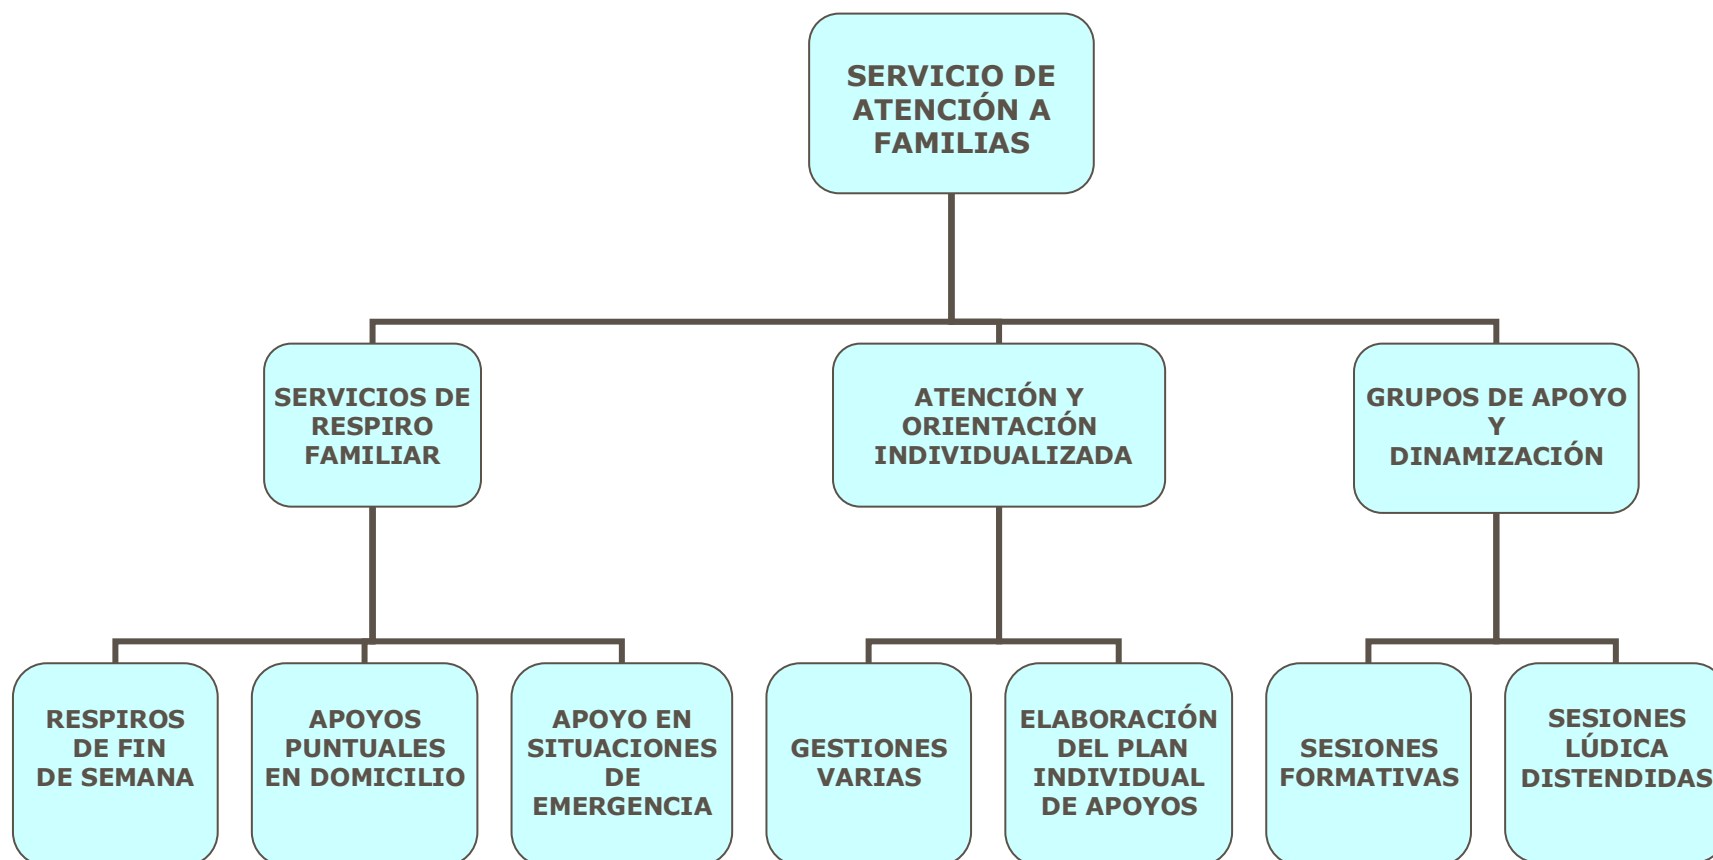 SERVICIO DE
ATENCIÓN A
FAMILIAS
SERVICIOS DE
RESPIRO
FAMILIAR
ATENCIÓN Y
ORIENTACIÓN
INDIVIDUALIZADA
GRUPOS DE APOYO
Y
DINAMIZACIÓN
RESPIROS
DE FIN
DE SEMANA
APOYOS
PUNTUALES
EN DOMICILIO
APOYO EN
SITUACIONES
DE
EMERGENCIA
GESTIONES
VARIAS
ELABORACIÓN
DEL PLAN
INDIVIDUAL
DE APOYOS
SESIONES
FORMATIVAS
SESIONES
LÚDICA
DISTENDIDAS